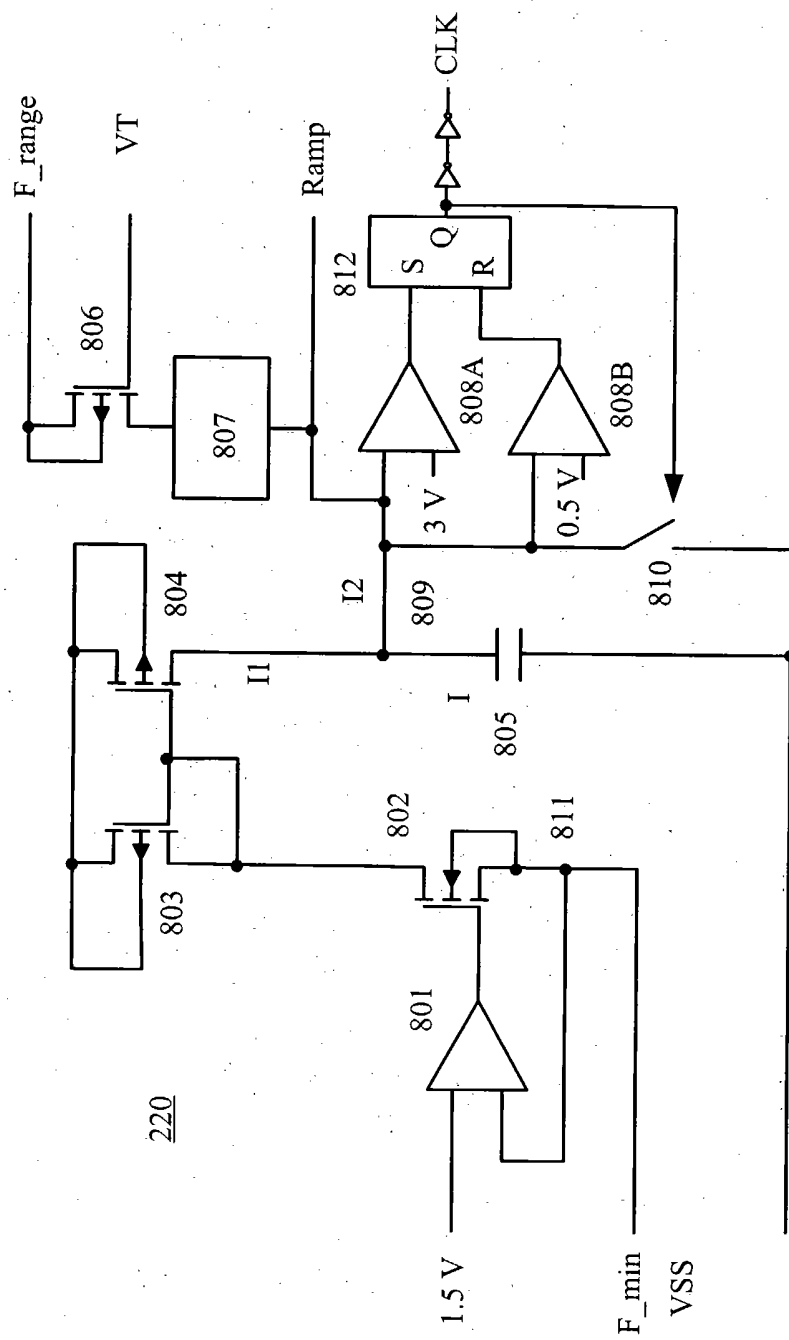 220
F_range
VT
806
807
Ramp
803
804
I1
I2
809
I
805
802
811
801
1.5 V
F_min
VSS
3 V
808A
0.5 V
808B
810
812
S
R
Q
CLK